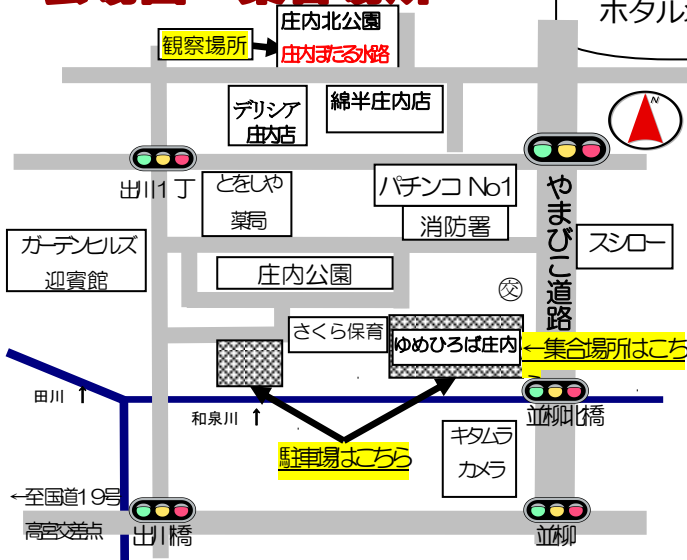 ホタル
庄内北公園
観察場所
庄内ほたる水路
デリシア
庄内店
綿半庄内店
N
出川1 丁
とをしや
薬局
パチンコ No1
消防署
やまびこ道路
スシロー
ガーデンヒルズ
迎賓館
庄内公園
交
さくら保育
ゆめひろば庄内
←集合場所はこち
田川 ↑
和泉川 ↑
並柳北橋
駐車場はこちら
キタムラ
カメラ
←至国道19号
高宮交差点
出川橋
並柳